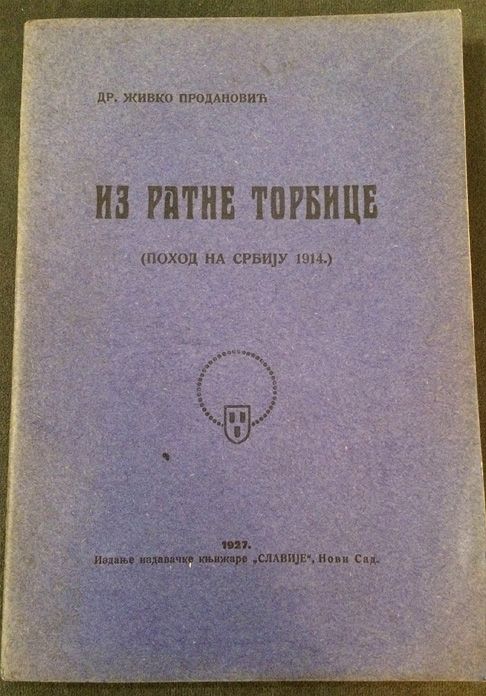 ДР. ЖИВКО ПРОДАНОВИЋ
ИЗ РАТНЕ ТОРБИЦЕ
(ПОХОД НА СРБИЈУ 1914.)
1927.
Издање издавачке књижаре „СЛАВИЈЕ“, Нови Сад.